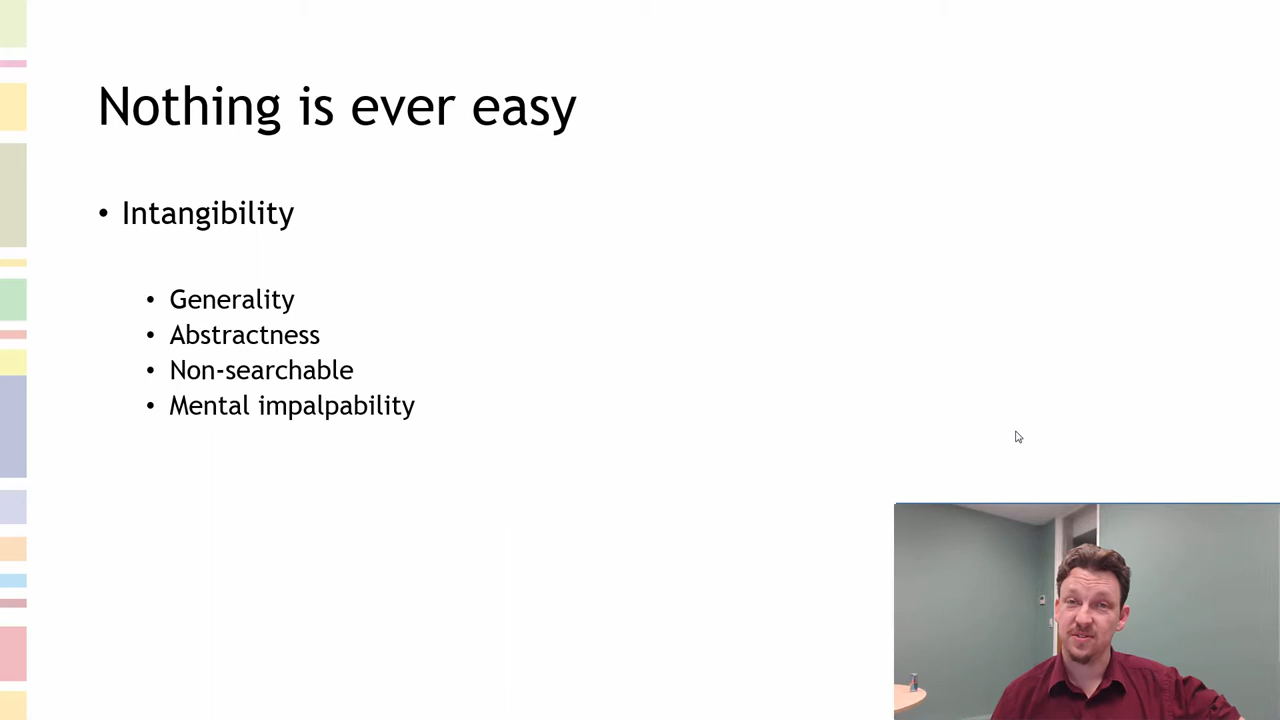 Nothing is ever easy
• Intangibility
• Generality
• Abstractness
• Non-searchable
• Mental impalpability